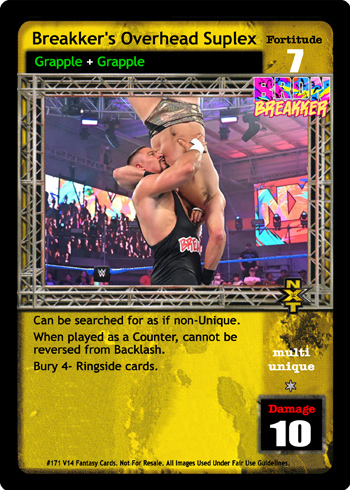 Breakker's Overhead Suplex
Fortitude
7
Grapple + Grapple
BRON
BREAKKER
W
NXT
Can be searched for as if non-Unique.
When played as a Counter, cannot be
reversed from Backlash.
Bury 4- Ringside cards.
multi
unique
*
Damage
10
#171 V14 Fantasy Cards. Not For Resale. All Images Used Under Fair Use Guidelines.